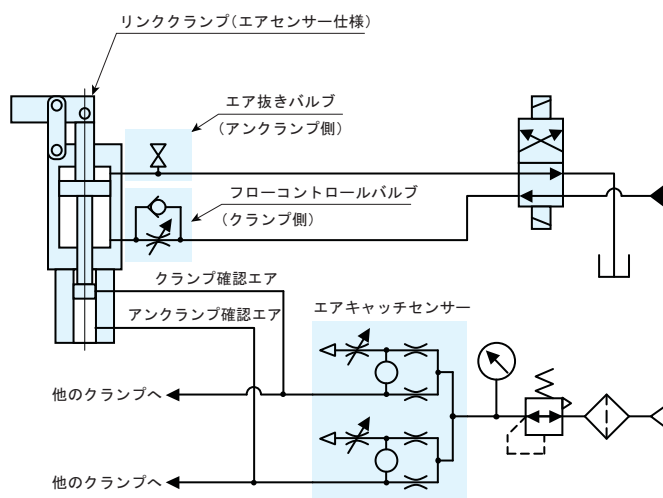 リンククランプ(エアセンサー仕様)
エア抜きバルブ
(アンクランプ側)
フローコントロールバルブ
(クランプ側)
クランプ確認エア
アンクランプ確認エア
エアキャッチセンサー
他のクランプへ
他のクランプへ